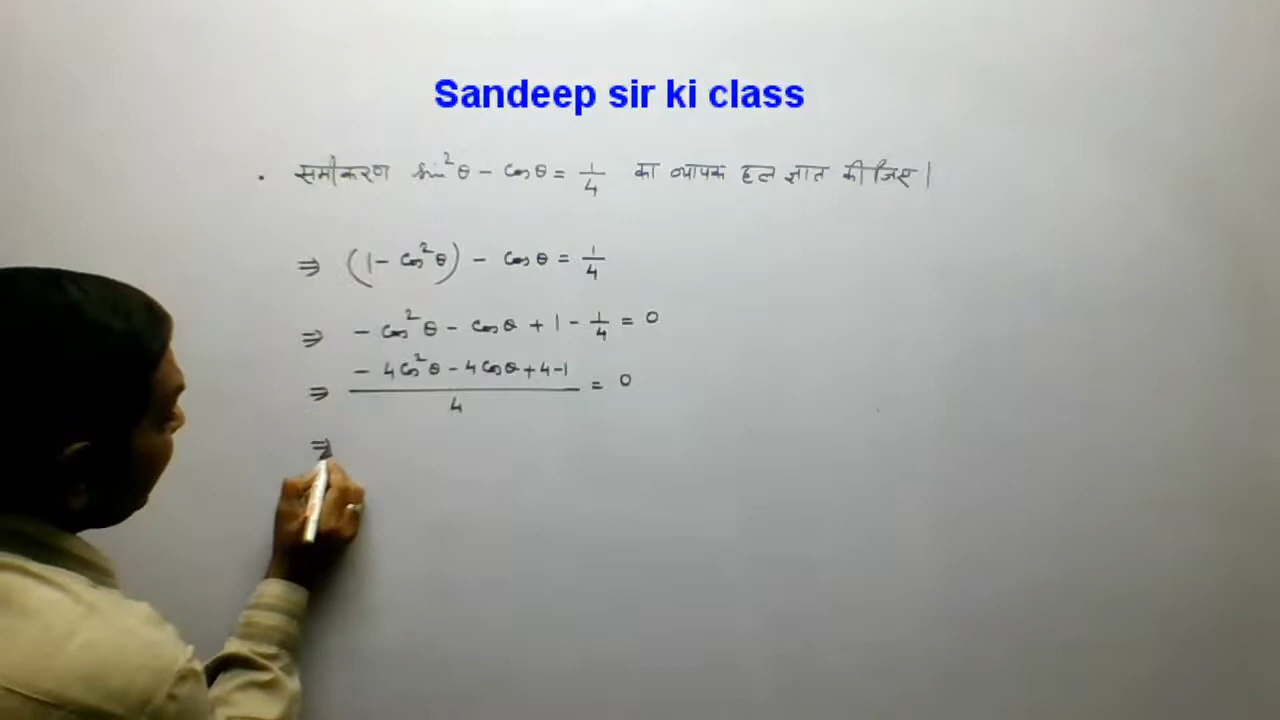 Sandeep sir ki class
. समीकरण sin²θ - cosθ = 1/4 का व्यापक हल ज्ञात कीजिए।
⇒ (1 - cos²θ) - cosθ = 1/4
⇒ - cos²θ - cosθ + 1 - 1/4 = 0
⇒ (- 4cos²θ - 4cosθ + 4 - 1)/4 = 0
⇒